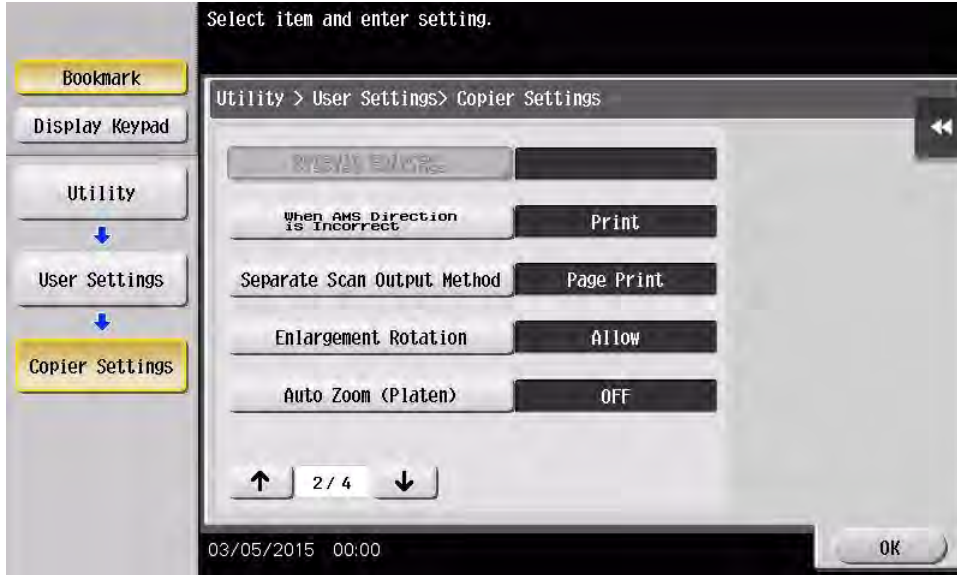 Select item and enter setting.
Bookmark
Display Keypad
Utility
User Settings
Copier Settings
Utility > User Settings> Copier Settings
When AMS Direction
is Incorrect
Print
Separate Scan Output Method
Page Print
Enlargement Rotation
Allow
Auto Zoom (Platen)
OFF
2/ 4
03/05/2015 00:00
OK